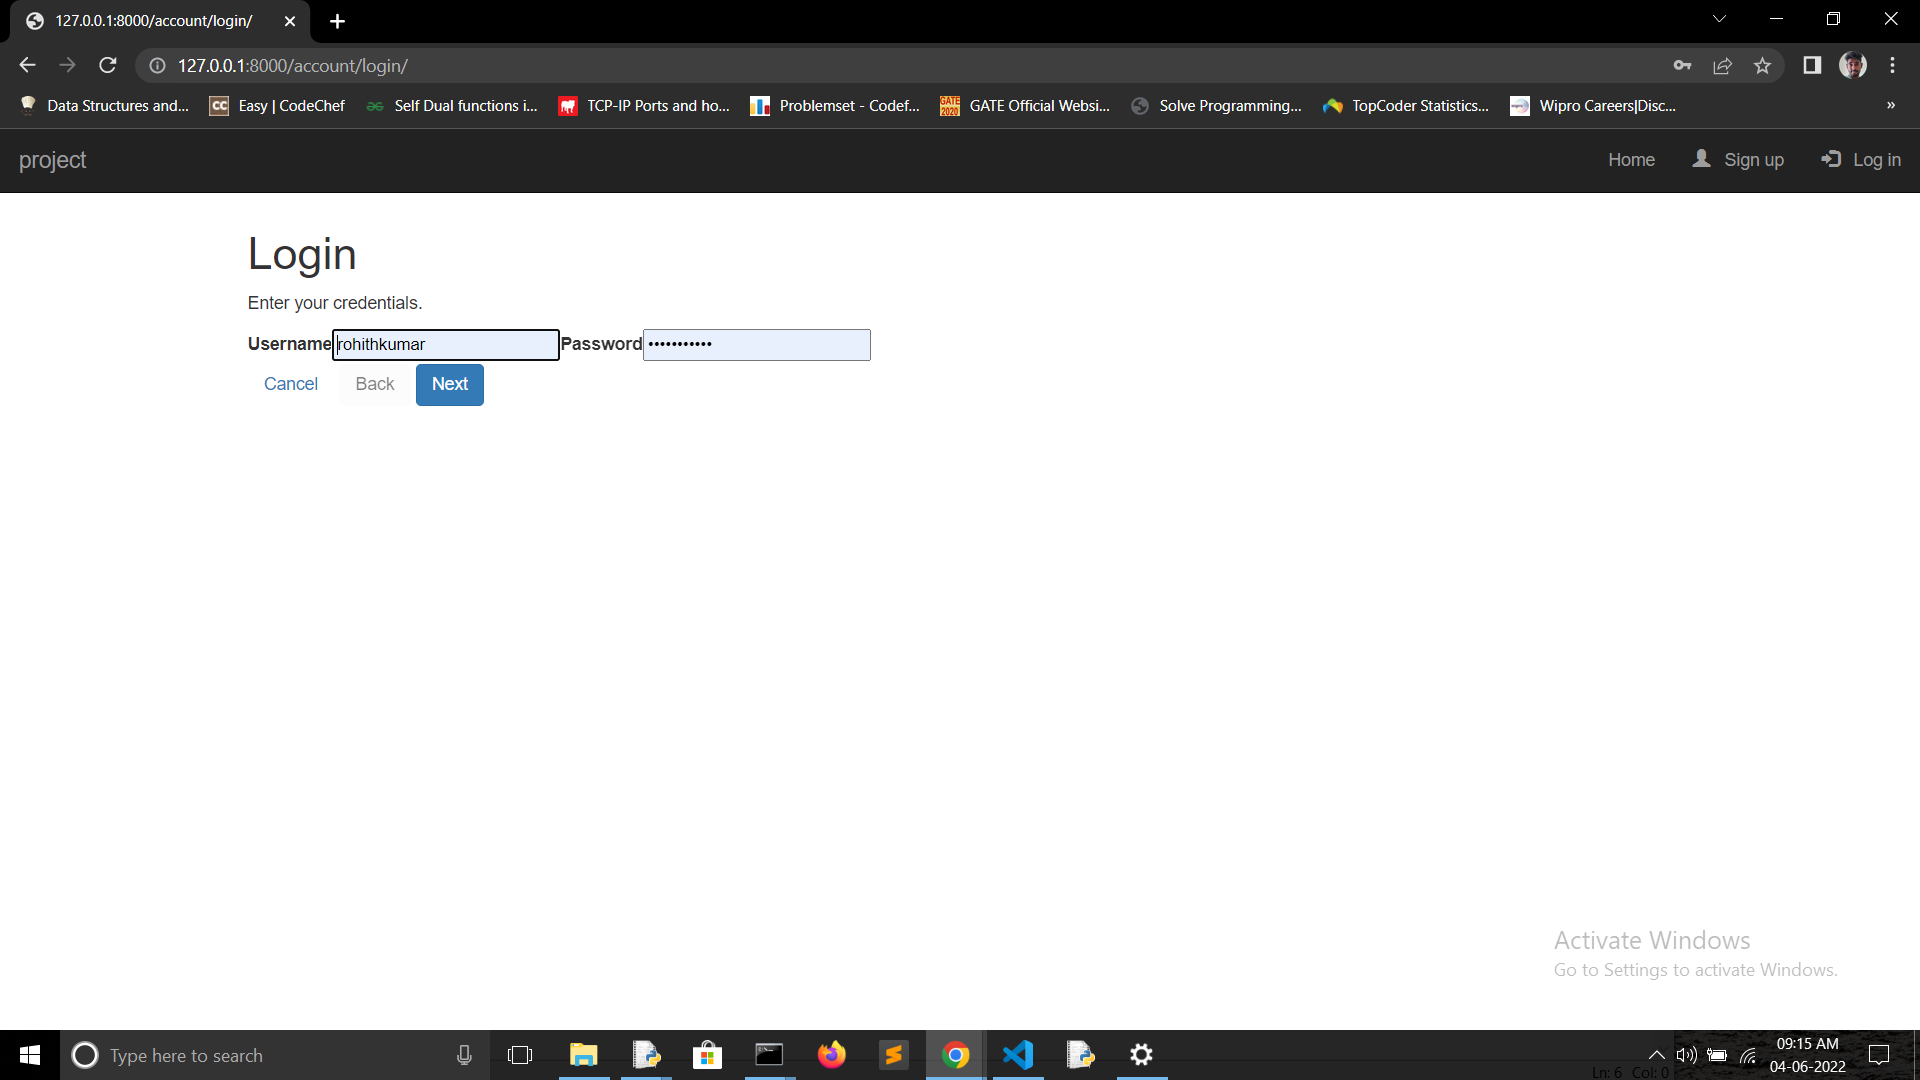 127.0.0.1:8000/account/login/
127.0.0.1:8000/account/login/
Data Structures and... Easy | CodeChef Self Dual functions i... TCP-IP Ports and ho... Problemset - Codef... GATE Official Websi... Solve Programming... TopCoder Statistics... Wipro Careers|Disc... »
project Home Sign up Log in
Login
Enter your credentials.
Username rohithkumar Password •••••••••••
Cancel Back Next
Activate Windows
Go to Settings to activate Windows.
Type here to search
09:15 AM
04-06-2022
Ln: 6 Col: 0